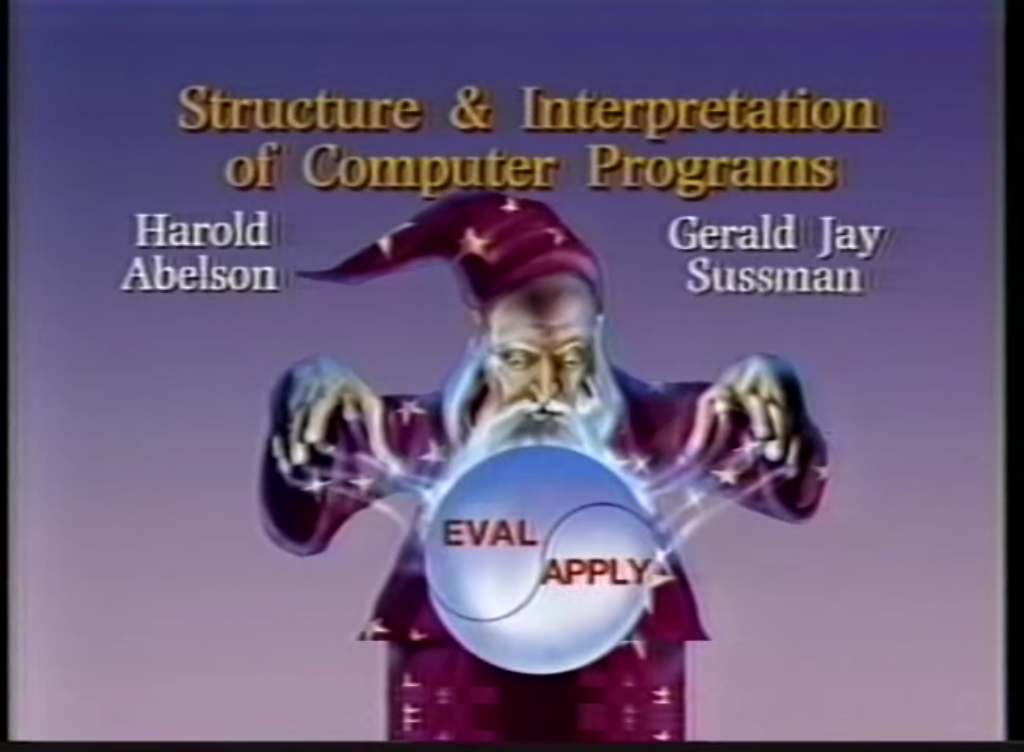 Structure & Interpretation
of Computer Programs
Harold
Abelson
Gerald Jay
Sussman
EVAL
APPLY